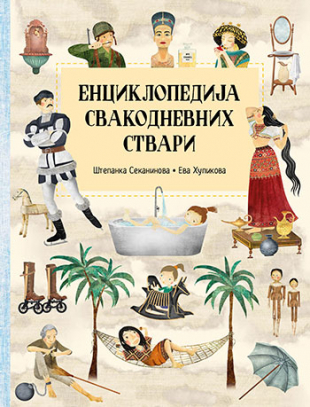 ЕНЦИКЛОПЕДИЈА
СВАКОДНЕВНИХ
СТВАРИ
Штепанка Секанинова • Ева Хупикова